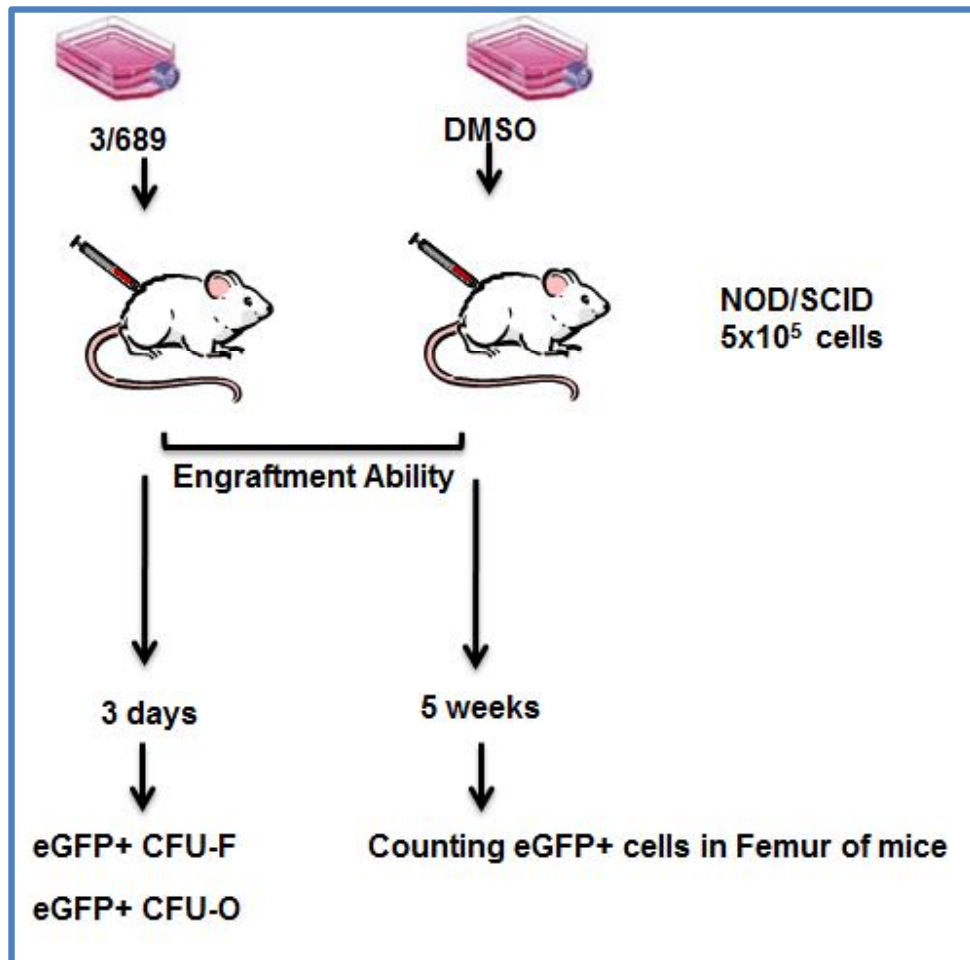 3/689
DMSO
NOD/SCID
5x10⁵ cells
Engraftment Ability
3 days
5 weeks
eGFP+ CFU-F
Counting eGFP+ cells in Femur of mice
eGFP+ CFU-O